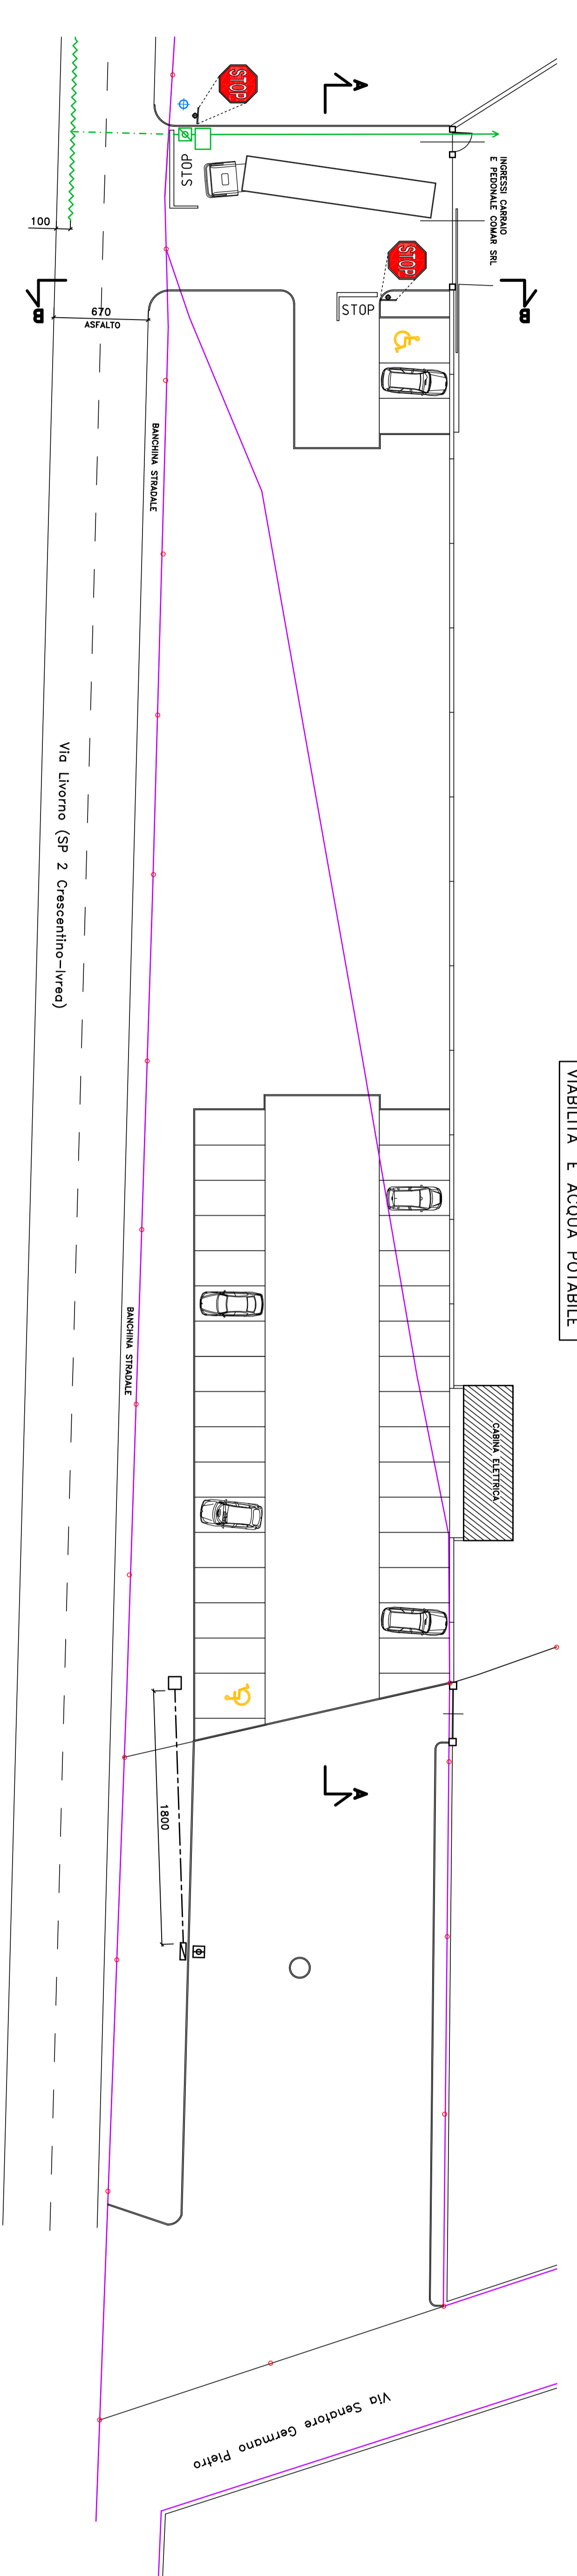 STOP
A
STOP
INGRESSI CARRAIO
E PEDONALE COMAR SRL
100
STOP
B
B
670
ASFALTO
STOP
BANCHINA STRADALE
Via Livorno (SP 2 Crescentino-Ivrea)
VIABILITA' E ACQUA POTABILE
BANCHINA STRADALE
CABINA ELETTRICA
1800
A
Via Senatore Germano Pietro